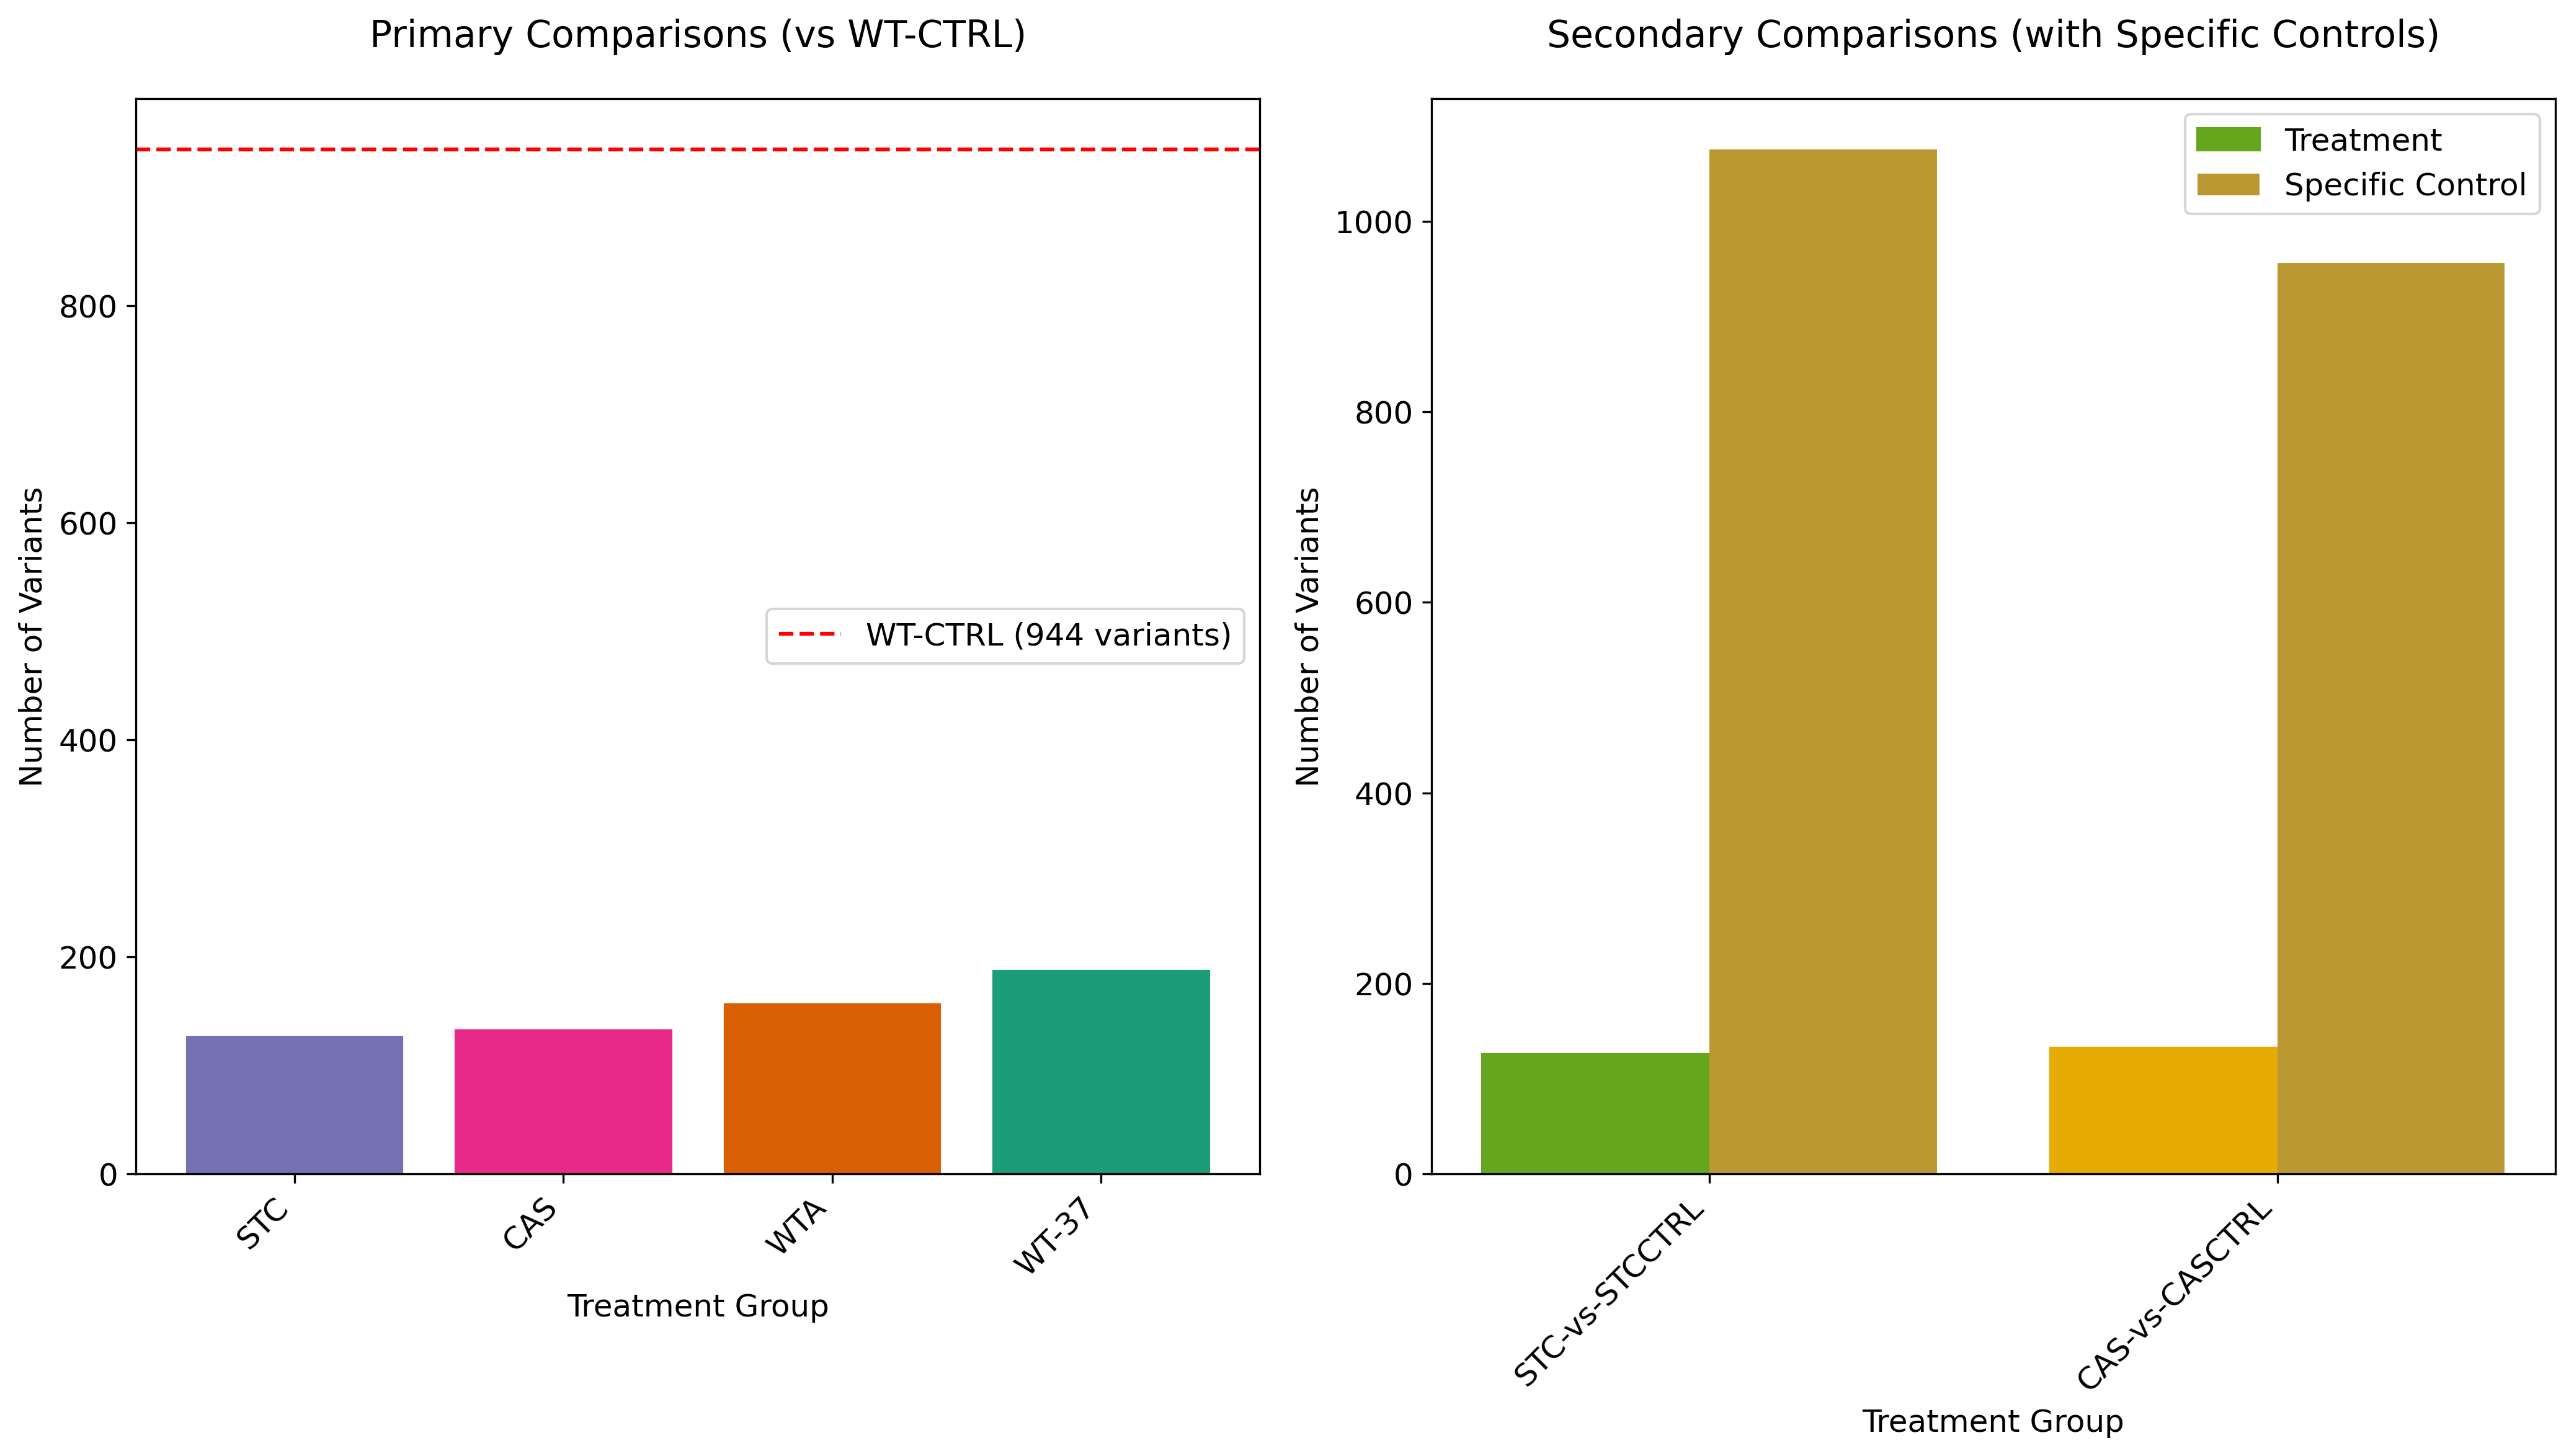 Primary Comparisons (vs WT-CTRL)
Number of Variants
800
600
400
200
0
WT-CTRL (944 variants)
STC
CAS
WTA
WT-37
Treatment Group
Secondary Comparisons (with Specific Controls)
Number of Variants
1000
800
600
400
200
0
Treatment
Specific Control
STC-vs-STCCTRL
CAS-vs-CASCTRL
Treatment Group